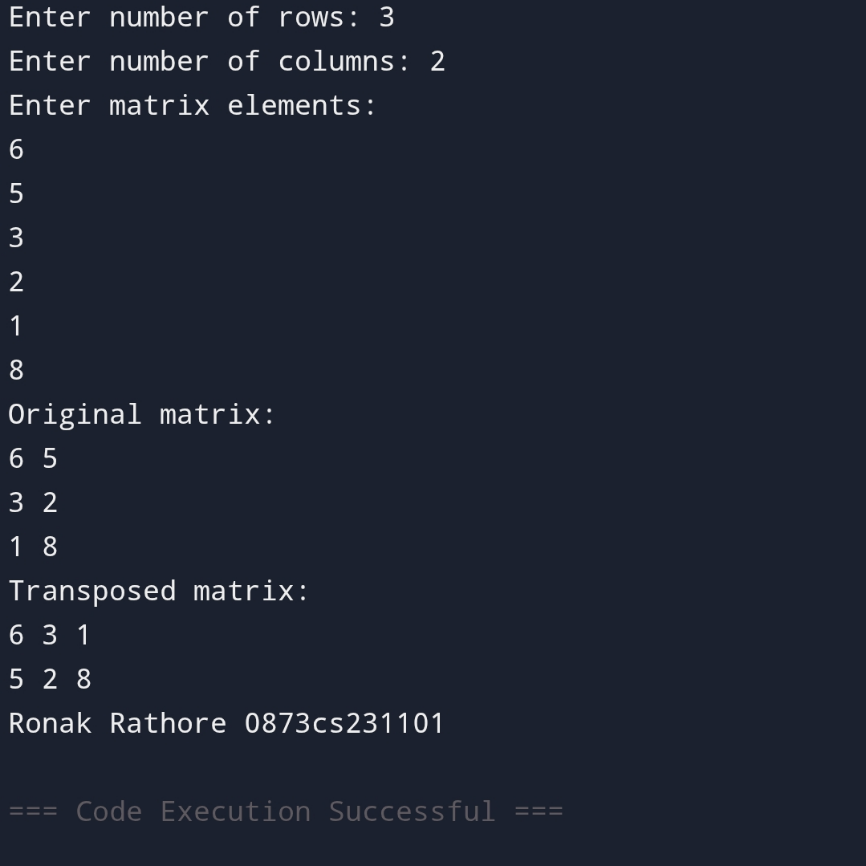 Enter number of rows: 3
Enter number of columns: 2
Enter matrix elements:
6
5
3
2
1
8
Original matrix:
6 5
3 2
1 8
Transposed matrix:
6 3 1
5 2 8
Ronak Rathore 0873cs231101
=== Code Execution Successful ===